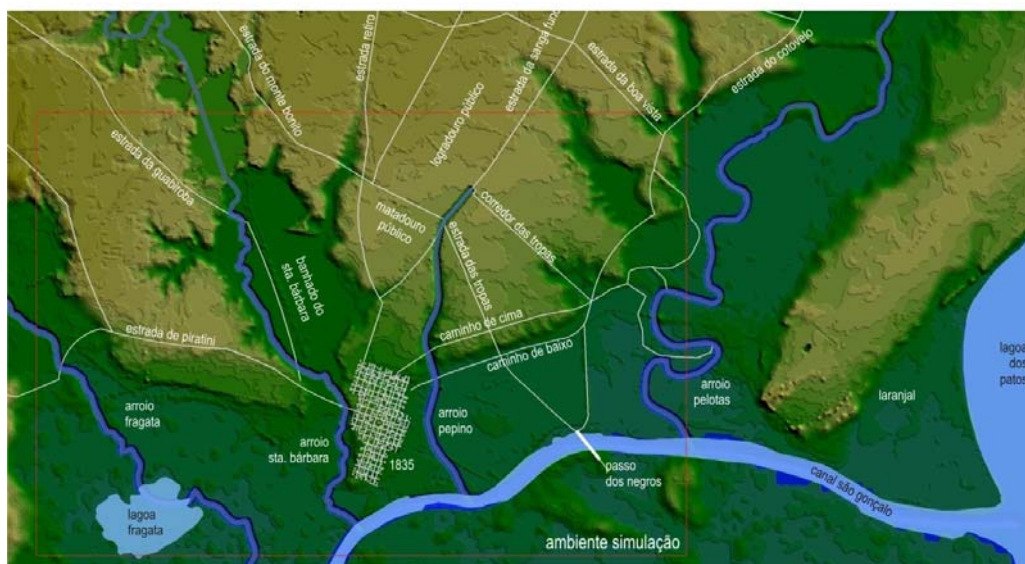 estrada do monte bonito
estrada retiro
logradouro público
estrada da sanga fund
estrada da boa vista
estrada do cotovelo
estrada da guabiroba
matadouro
público
corredor das tropas
estrada das tropas
banhado do
sta. bárbara
estrada de piratini
caminho de cima
caminho de baixo
arroio
fragata
arroio
sta. bárbara
1835
arroio
pepino
arroio
pelotas
laranjal
lagoa
dos
patos
passo
dos negros
canal são gonçalo
lagoa
fragata
ambiente simulação